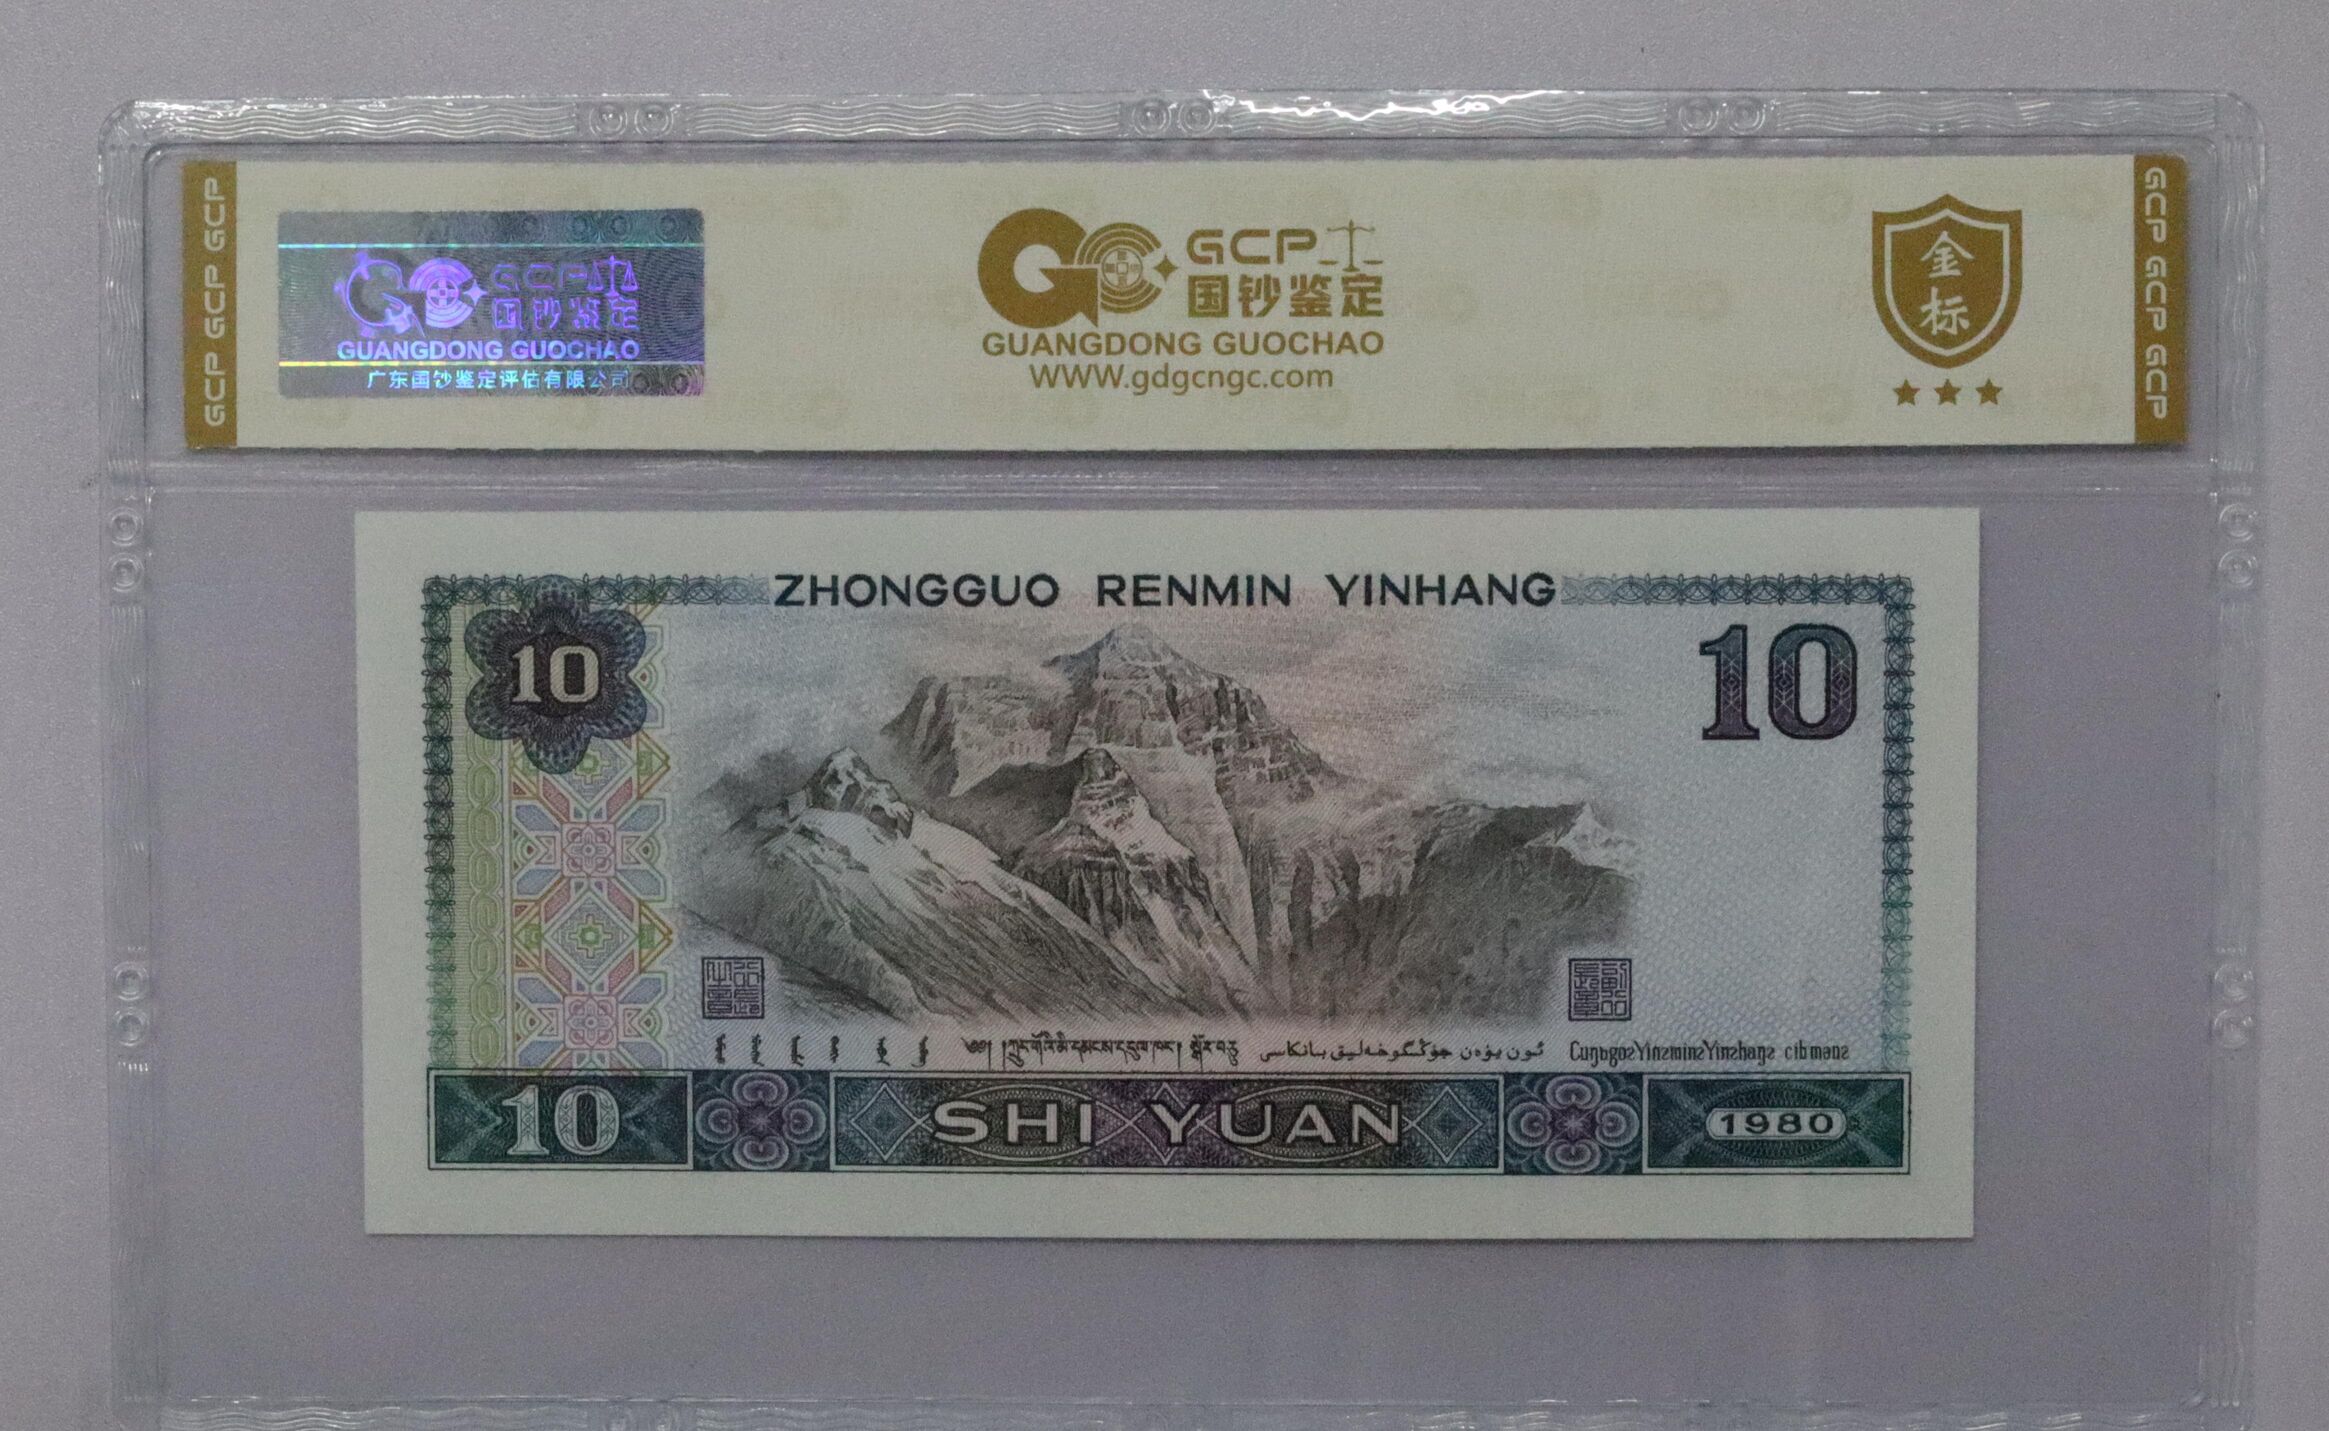 GCP GCP GCP
GCP
国钞鉴定
GUANGDONG GUOCHAO
广东国钞鉴定评估有限公司
GCP
国钞鉴定
GUANGDONG GUOCHAO
www.gdgcngc.com
金
标
GCP GCP GCP
ZHONGGUO RENMIN YINHANG
10
10
CuŋƅgoƨYinƨminƨYinƨhaŋƨ cibmənƨ
10
SHI YUAN
1980